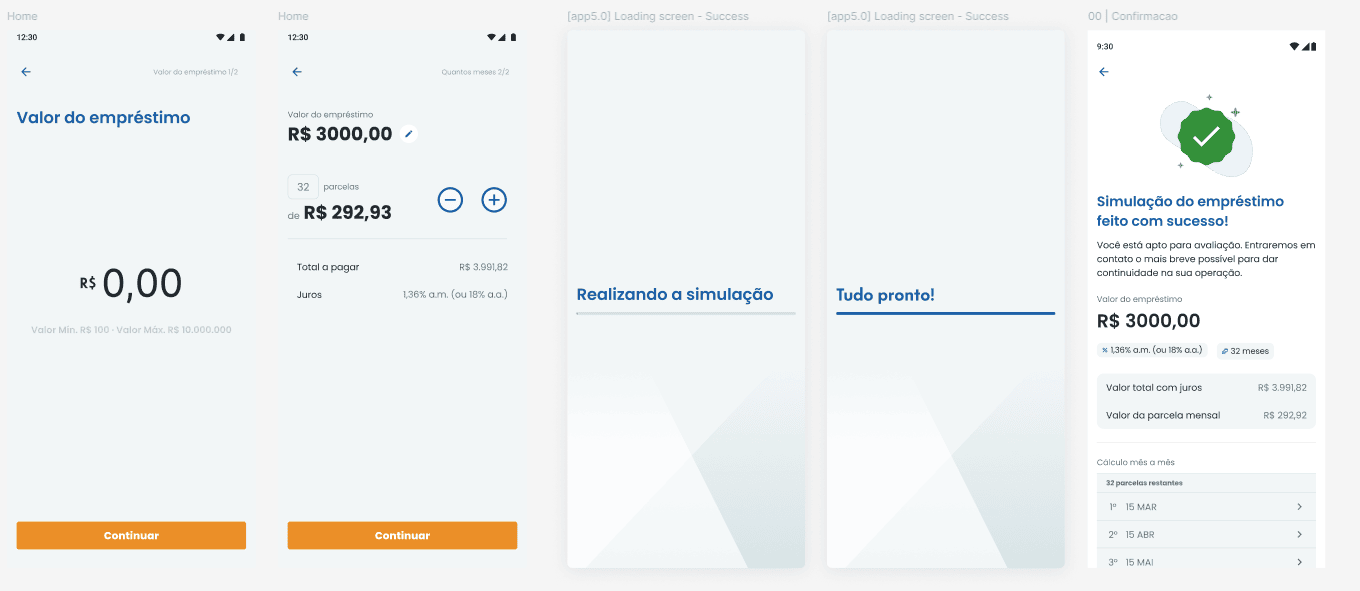 Home
12:30
Valor do empréstimo 1/2
Valor do empréstimo
R$ 0,00
Valor Mín. R$ 100 · Valor Máx. R$ 10.000.000
Continuar
Home
12:30
Quantos meses 2/2
Valor do empréstimo
R$ 3000,00
32 parcelas
de R$ 292,93
Total a pagar R$ 3.991,82
Juros 1,36% a.m. (ou 18% a.a.)
Continuar
[app5.0] Loading screen - Success
Realizando a simulação
[app5.0] Loading screen - Success
Tudo pronto!
00 | Confirmacao
9:30
Simulação do empréstimo
feito com sucesso!
Você está apto para avaliação. Entraremos em
contato o mais breve possível para dar
continuidade na sua operação.
Valor do empréstimo
R$ 3000,00
1,36% a.m. (ou 18% a.a.) 32 meses
Valor total com juros R$ 3.991,82
Valor da parcela mensal R$ 292,92
Cálculo mês a mês
32 parcelas restantes
1º 15 MAR
2º 15 ABR
3º 15 MAI